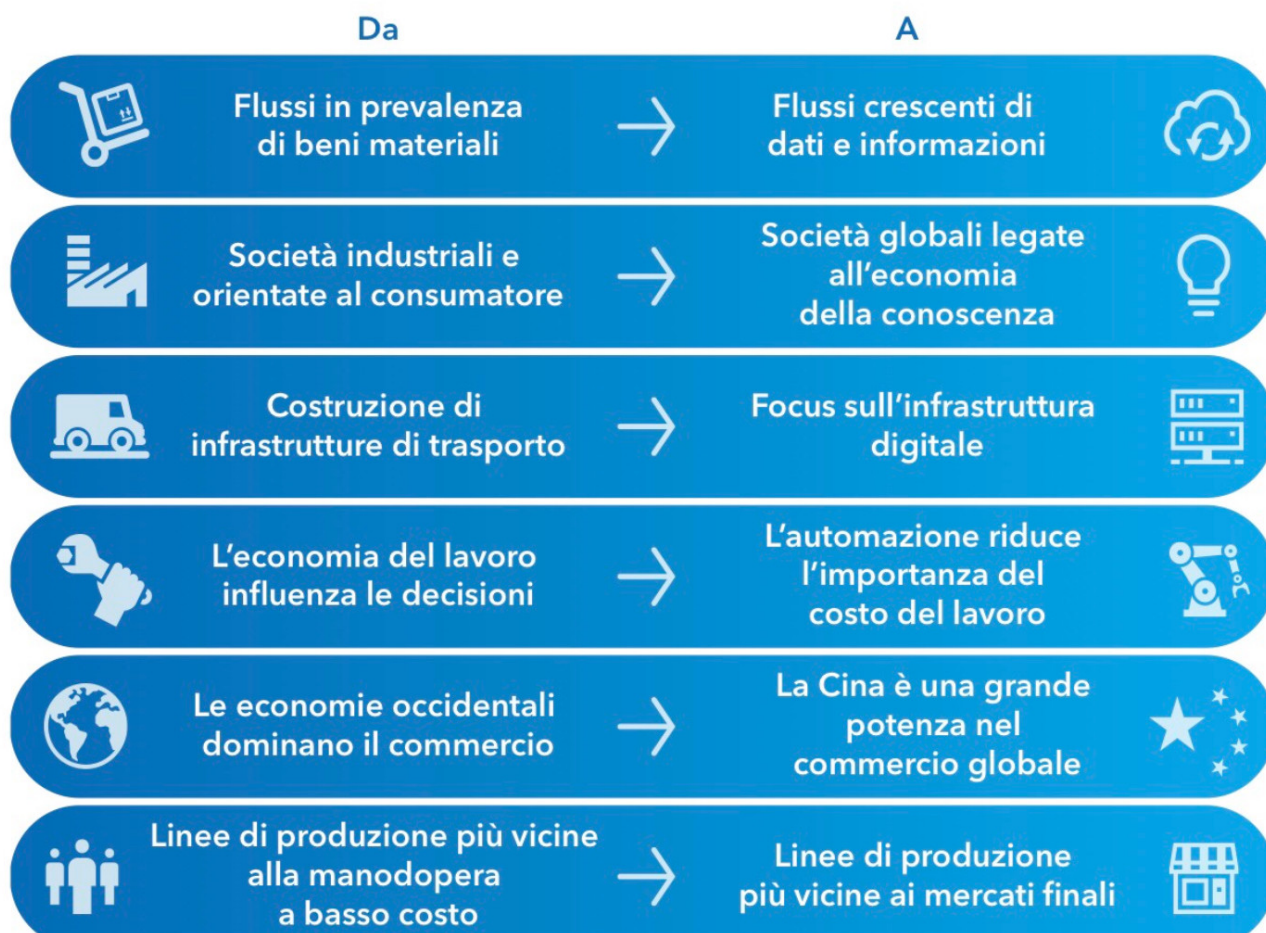 Da
A
Flussi in prevalenza
di beni materiali
Flussi crescenti di
dati e informazioni
Società industriali e
orientate al consumatore
Società globali legate
all’economia
della conoscenza
Costruzione di
infrastrutture di trasporto
Focus sull’infrastruttura
digitale
L’economia del lavoro
influenza le decisioni
L’automazione riduce
l’importanza del
costo del lavoro
Le economie occidentali
dominano il commercio
La Cina è una grande
potenza nel
commercio globale
Linee di produzione più vicine
alla manodopera
a basso costo
Linee di produzione
più vicine ai mercati finali